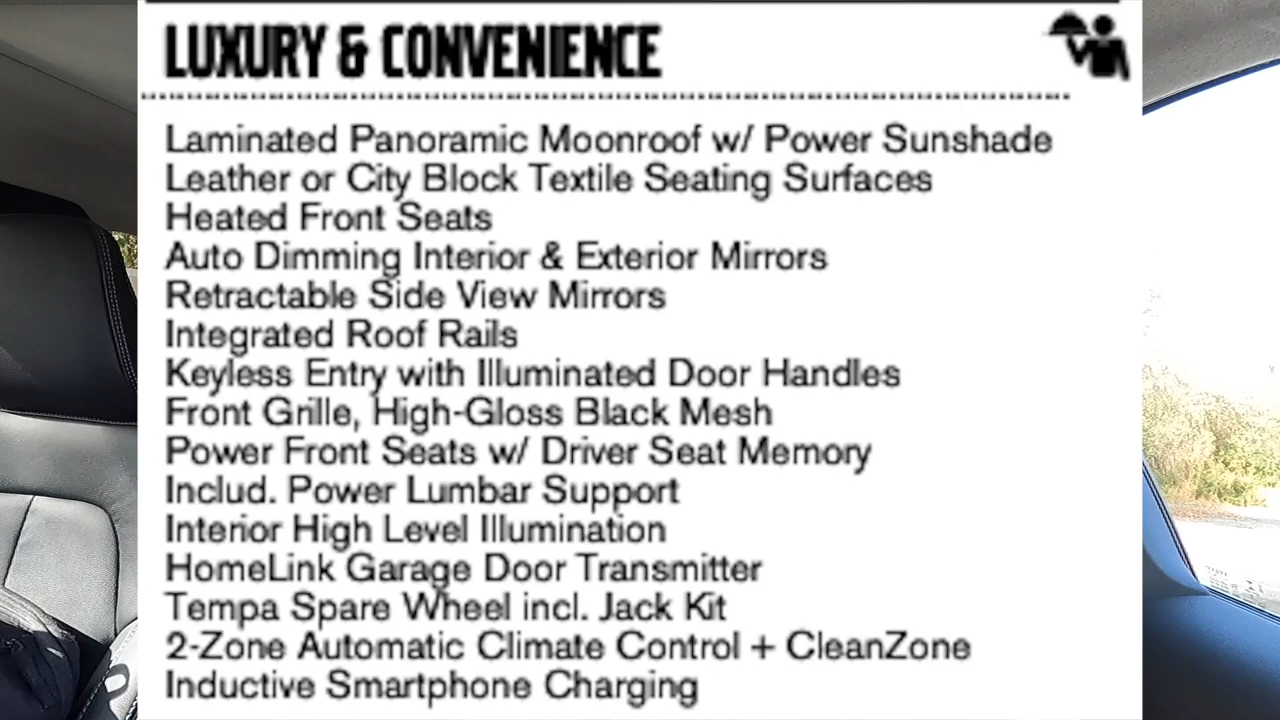 LUXURY & CONVENIENCE
Laminated Panoramic Moonroof w/ Power Sunshade
Leather or City Block Textile Seating Surfaces
Heated Front Seats
Auto Dimming Interior & Exterior Mirrors
Retractable Side View Mirrors
Integrated Roof Rails
Keyless Entry with Illuminated Door Handles
Front Grille, High-Gloss Black Mesh
Power Front Seats w/ Driver Seat Memory
Includ. Power Lumbar Support
Interior High Level Illumination
HomeLink Garage Door Transmitter
Tempa Spare Wheel incl. Jack Kit
2-Zone Automatic Climate Control + CleanZone
Inductive Smartphone Charging